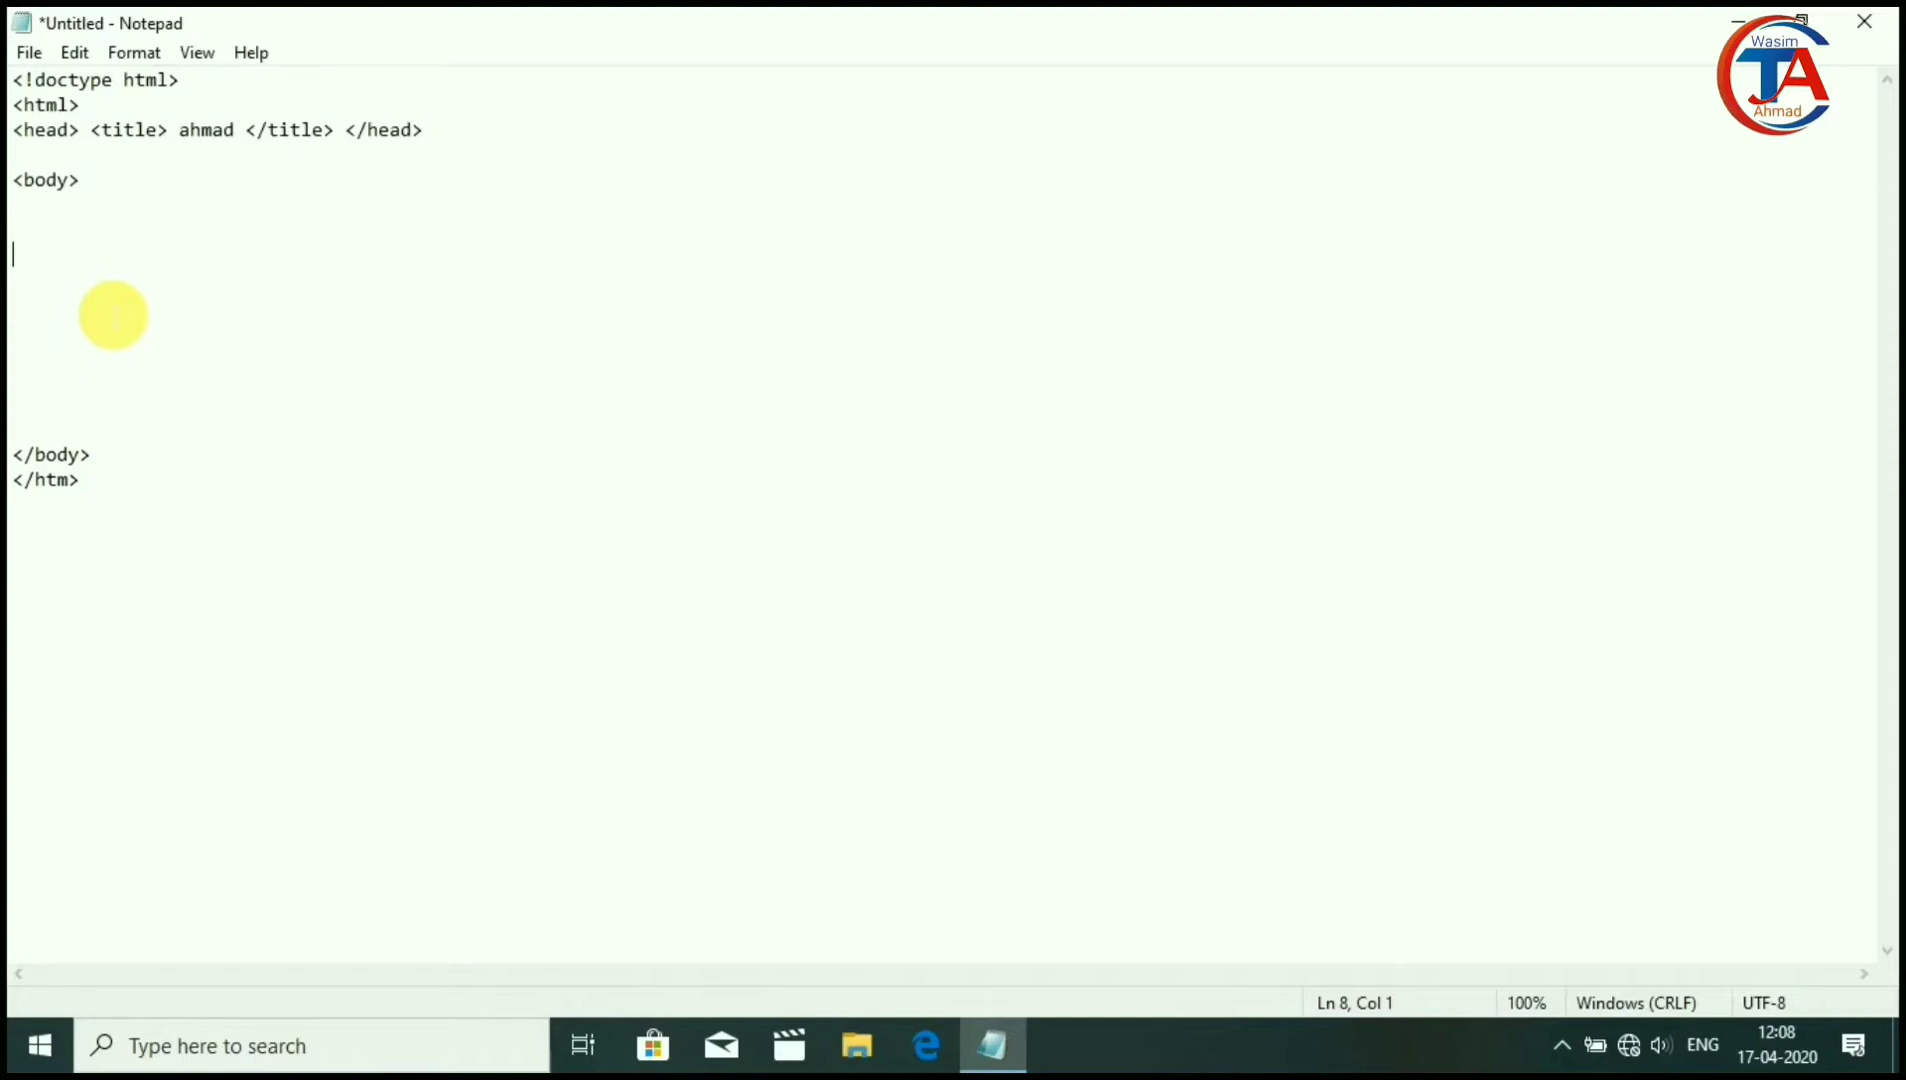 *Untitled - Notepad
File Edit Format View Help
<!doctype html>
<html>
<head> <title> ahmad </title> </head>
<body>
</body>
</htm>
Wasim
TA
Ahmad
Ln 8, Col 1 100% Windows (CRLF) UTF-8
Type here to search
ENG
12:08
17-04-2020